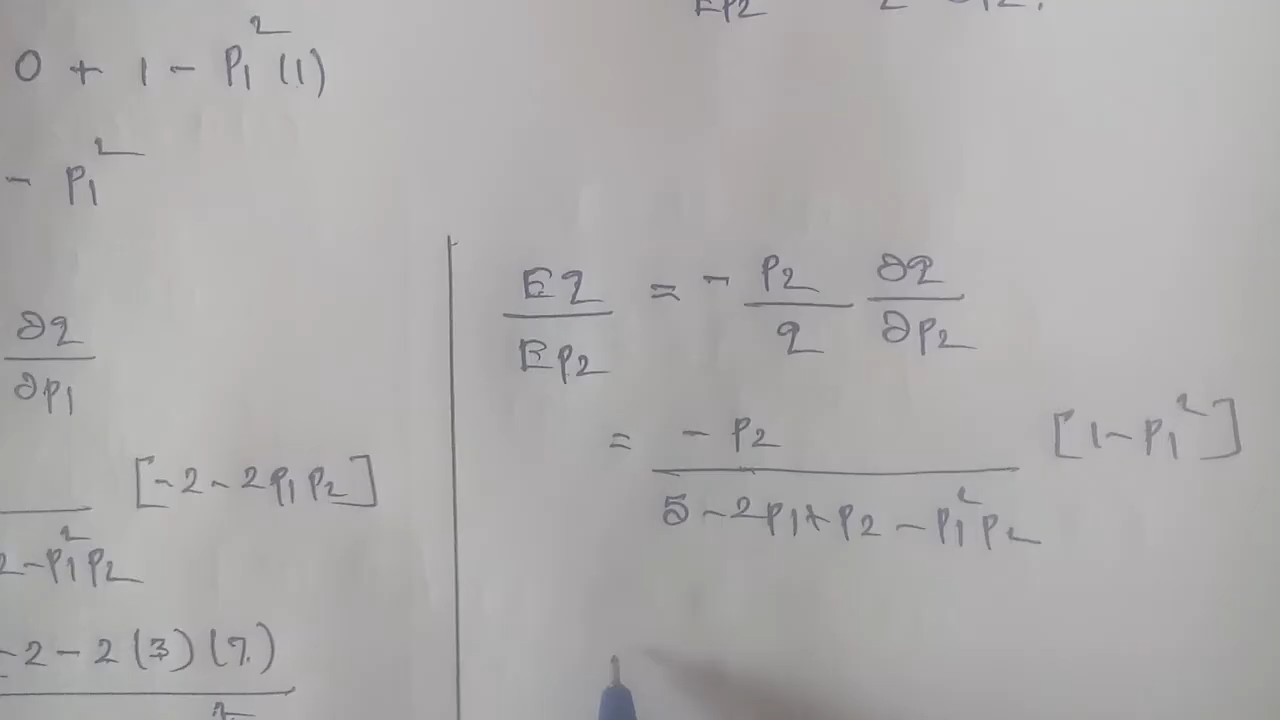 0 + 1 - P₁² (1)
- P₁²
∂q
∂p₁
[-2 - 2p₁p₂]
2 - p₁²p₂
-2 - 2(3)(7)
Ep₂
Eq/Ep₂ = - p₂/q ∂q/∂p₂
= - p₂/(5 - 2p₁ + p₂ - p₁²p₂) [1 - p₁²]